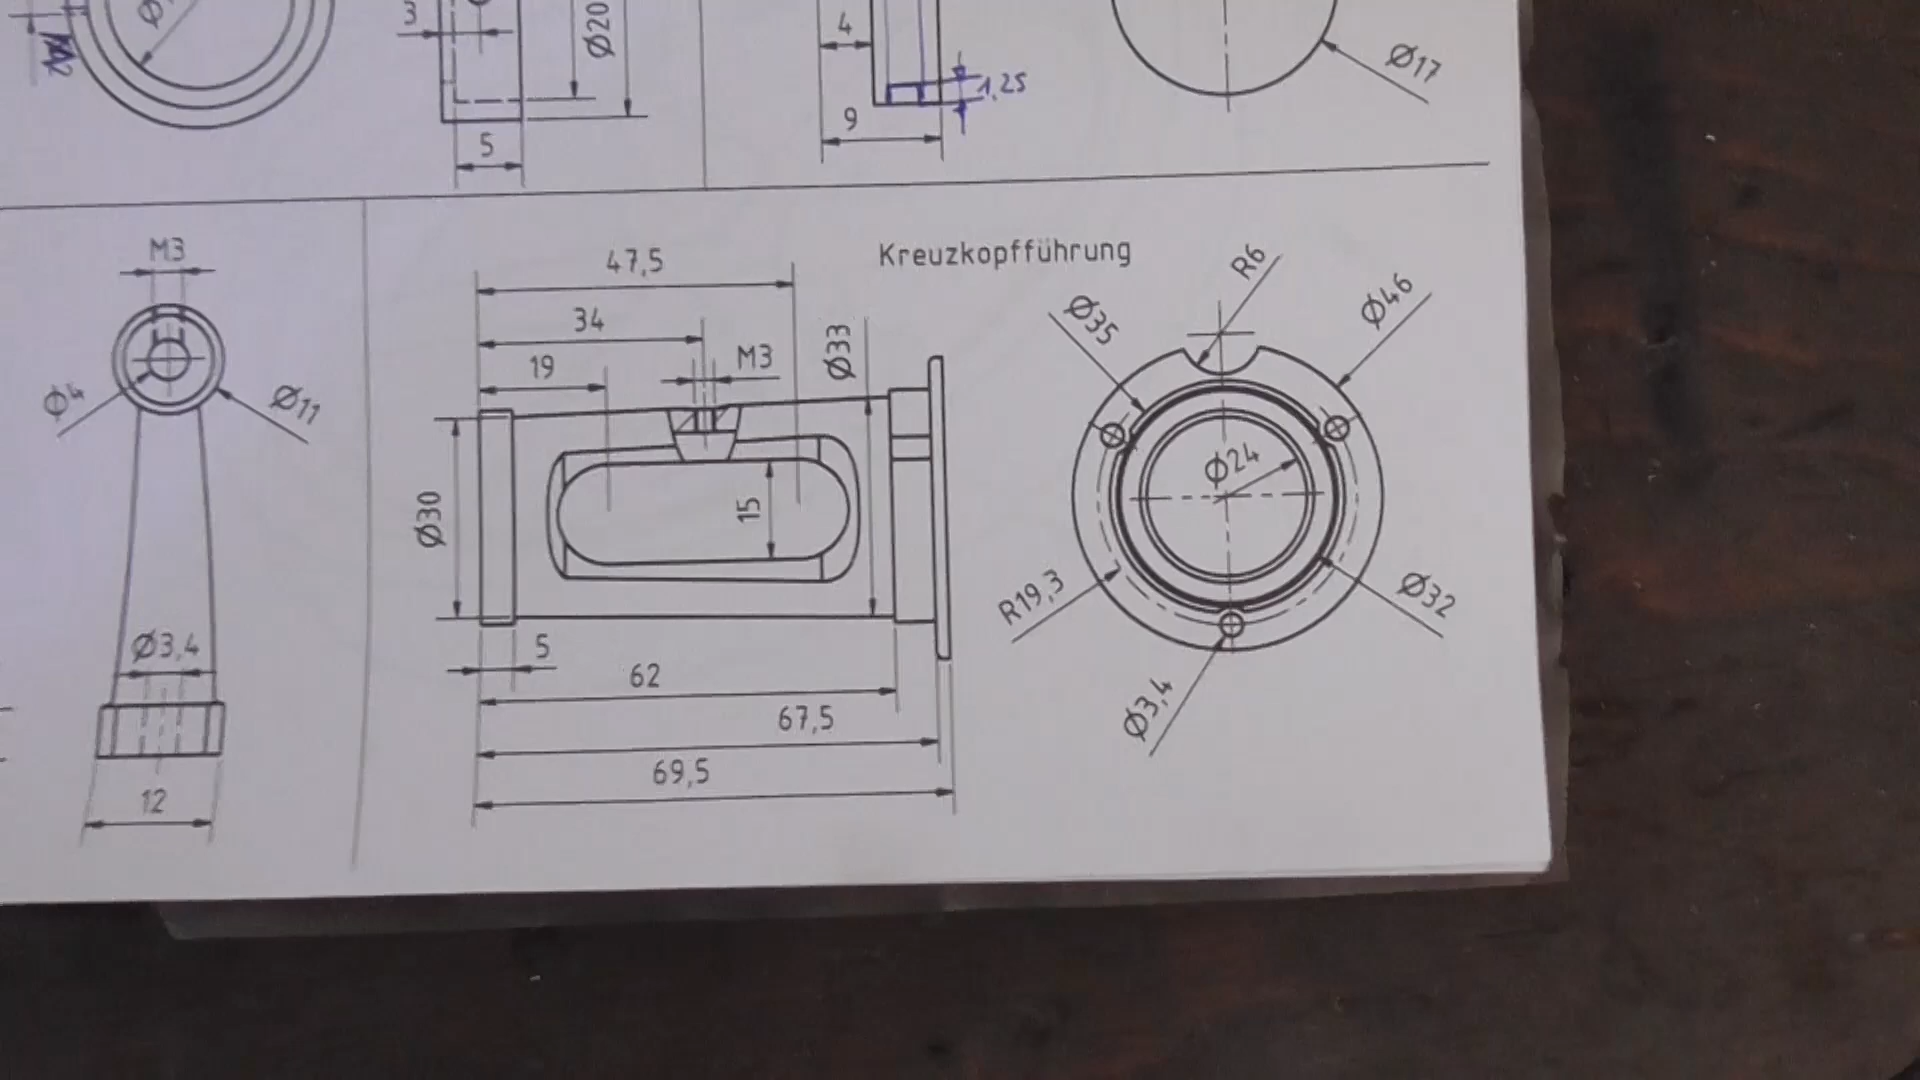 3
Ø20
4
1,25
Ø17
9
5
M3
Ø4
Ø11
Ø3,4
12
Kreuzkopfführung
47,5
34
19
M3
Ø33
Ø30
15
5
62
67,5
69,5
R6
Ø35
Ø46
Ø24
R19,3
Ø32
Ø3,4